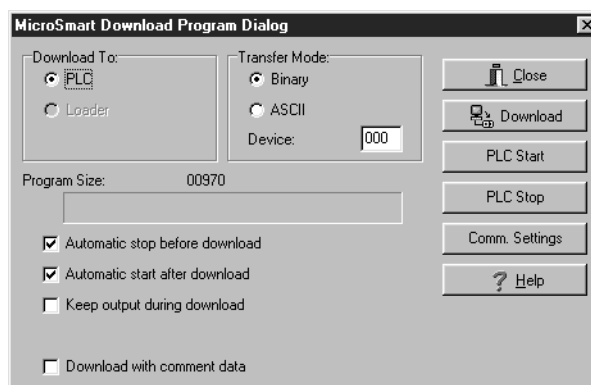 MicroSmart Download Program Dialog
Download To:
PLC
Loader
Transfer Mode:
Binary
ASCII
Device: 000
Close
Download
PLC Start
PLC Stop
Comm. Settings
Help
Program Size: 00970
Automatic stop before download
Automatic start after download
Keep output during download
Download with comment data